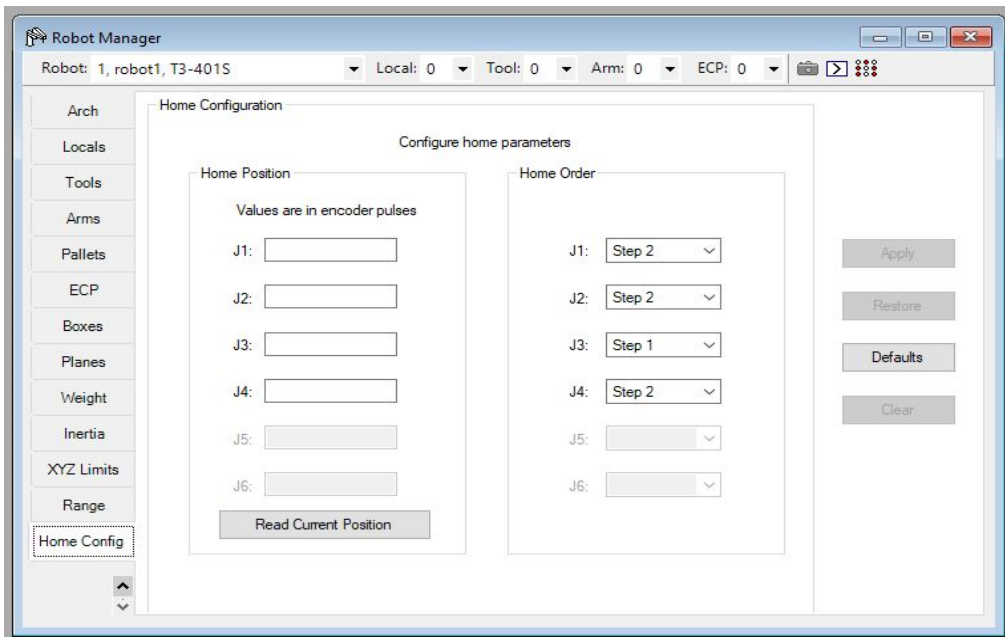 Robot Manager
Robot: 1, robot1, T3-401S Local: 0 Tool: 0 Arm: 0 ECP: 0
Arch
Locals
Tools
Arms
Pallets
ECP
Boxes
Planes
Weight
Inertia
XYZ Limits
Range
Home Config
Home Configuration
Configure home parameters
Home Position
Values are in encoder pulses
J1:
J2:
J3:
J4:
J5:
J6:
Read Current Position
Home Order
J1: Step 2
J2: Step 2
J3: Step 1
J4: Step 2
J5:
J6:
Apply
Restore
Defaults
Clear